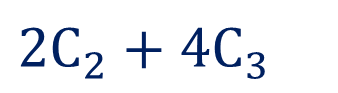 2C₂ + 4C₃